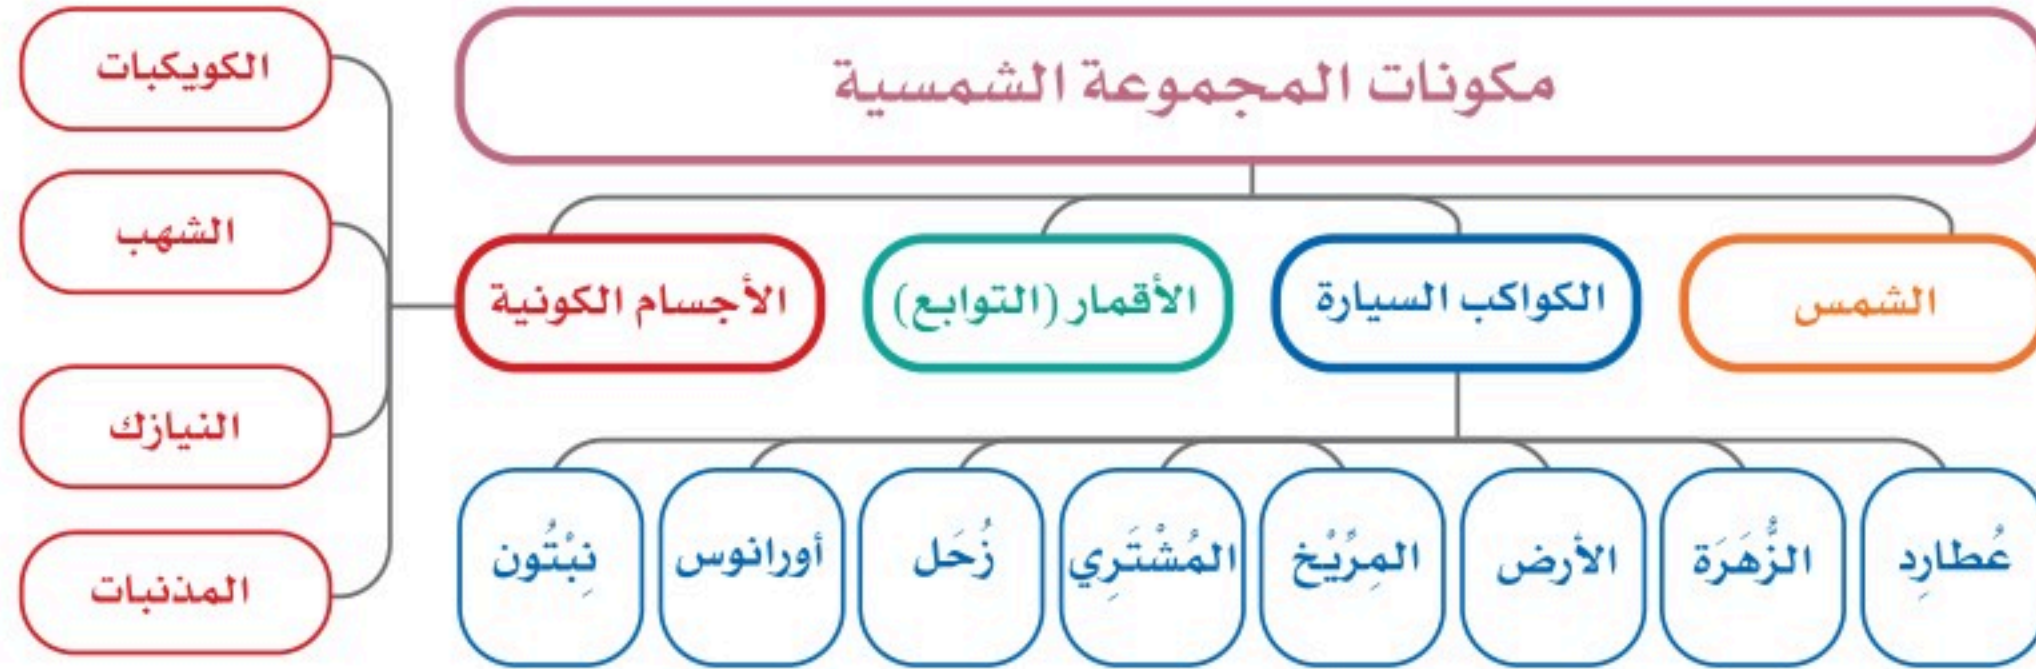 مكونات المجموعة الشمسية
الشمس
الكواكب السيارة
الأقمار (التوابع)
الأجسام الكونية
عُطارِد
الزُّهَرَة
الأرض
المِرِّيْخ
المُشْتَرِي
زُحَل
أورانوس
نِبْتُون
الكويكبات
الشهب
النيازك
المذنبات